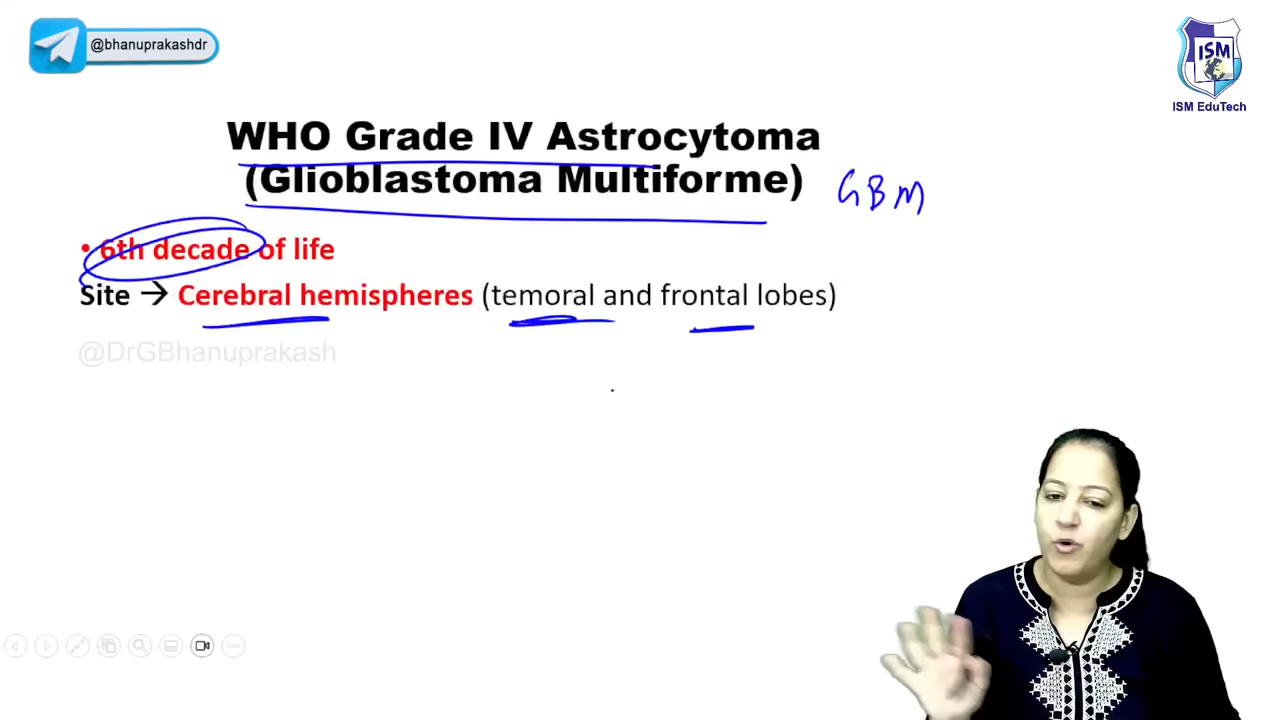 @bhanuprakashdr
ISM
ISM EduTech
WHO Grade IV Astrocytoma
(Glioblastoma Multiforme) GBM
• 6th decade of life
Site → Cerebral hemispheres (temoral and frontal lobes)
@DrGBhanuprakash